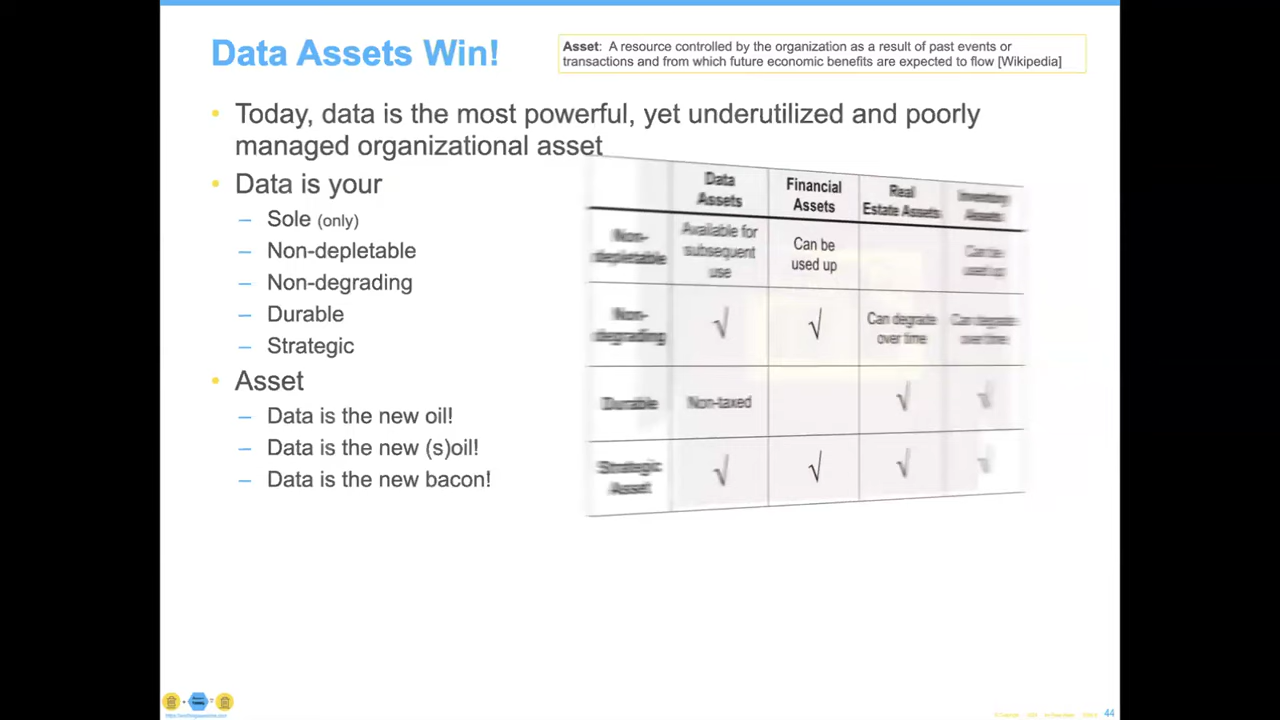 Data Assets Win!
Asset: A resource controlled by the organization as a result of past events or
transactions and from which future economic benefits are expected to flow [Wikipedia]
• Today, data is the most powerful, yet underutilized and poorly
managed organizational asset
• Data is your
– Sole (only)
– Non-depletable
– Non-degrading
– Durable
– Strategic
• Asset
– Data is the new oil!
– Data is the new (s)oil!
– Data is the new bacon!
Data Assets
Financial Assets
Real Estate Assets
Inventory Assets
Non-depletable
Available for subsequent use
Can be used up
Can be used up
Non-degrading
√ √
Can degrade over time
Can degrade over time
Durable
Non-taxed
√ √
Strategic Asset
√ √ √ √
44